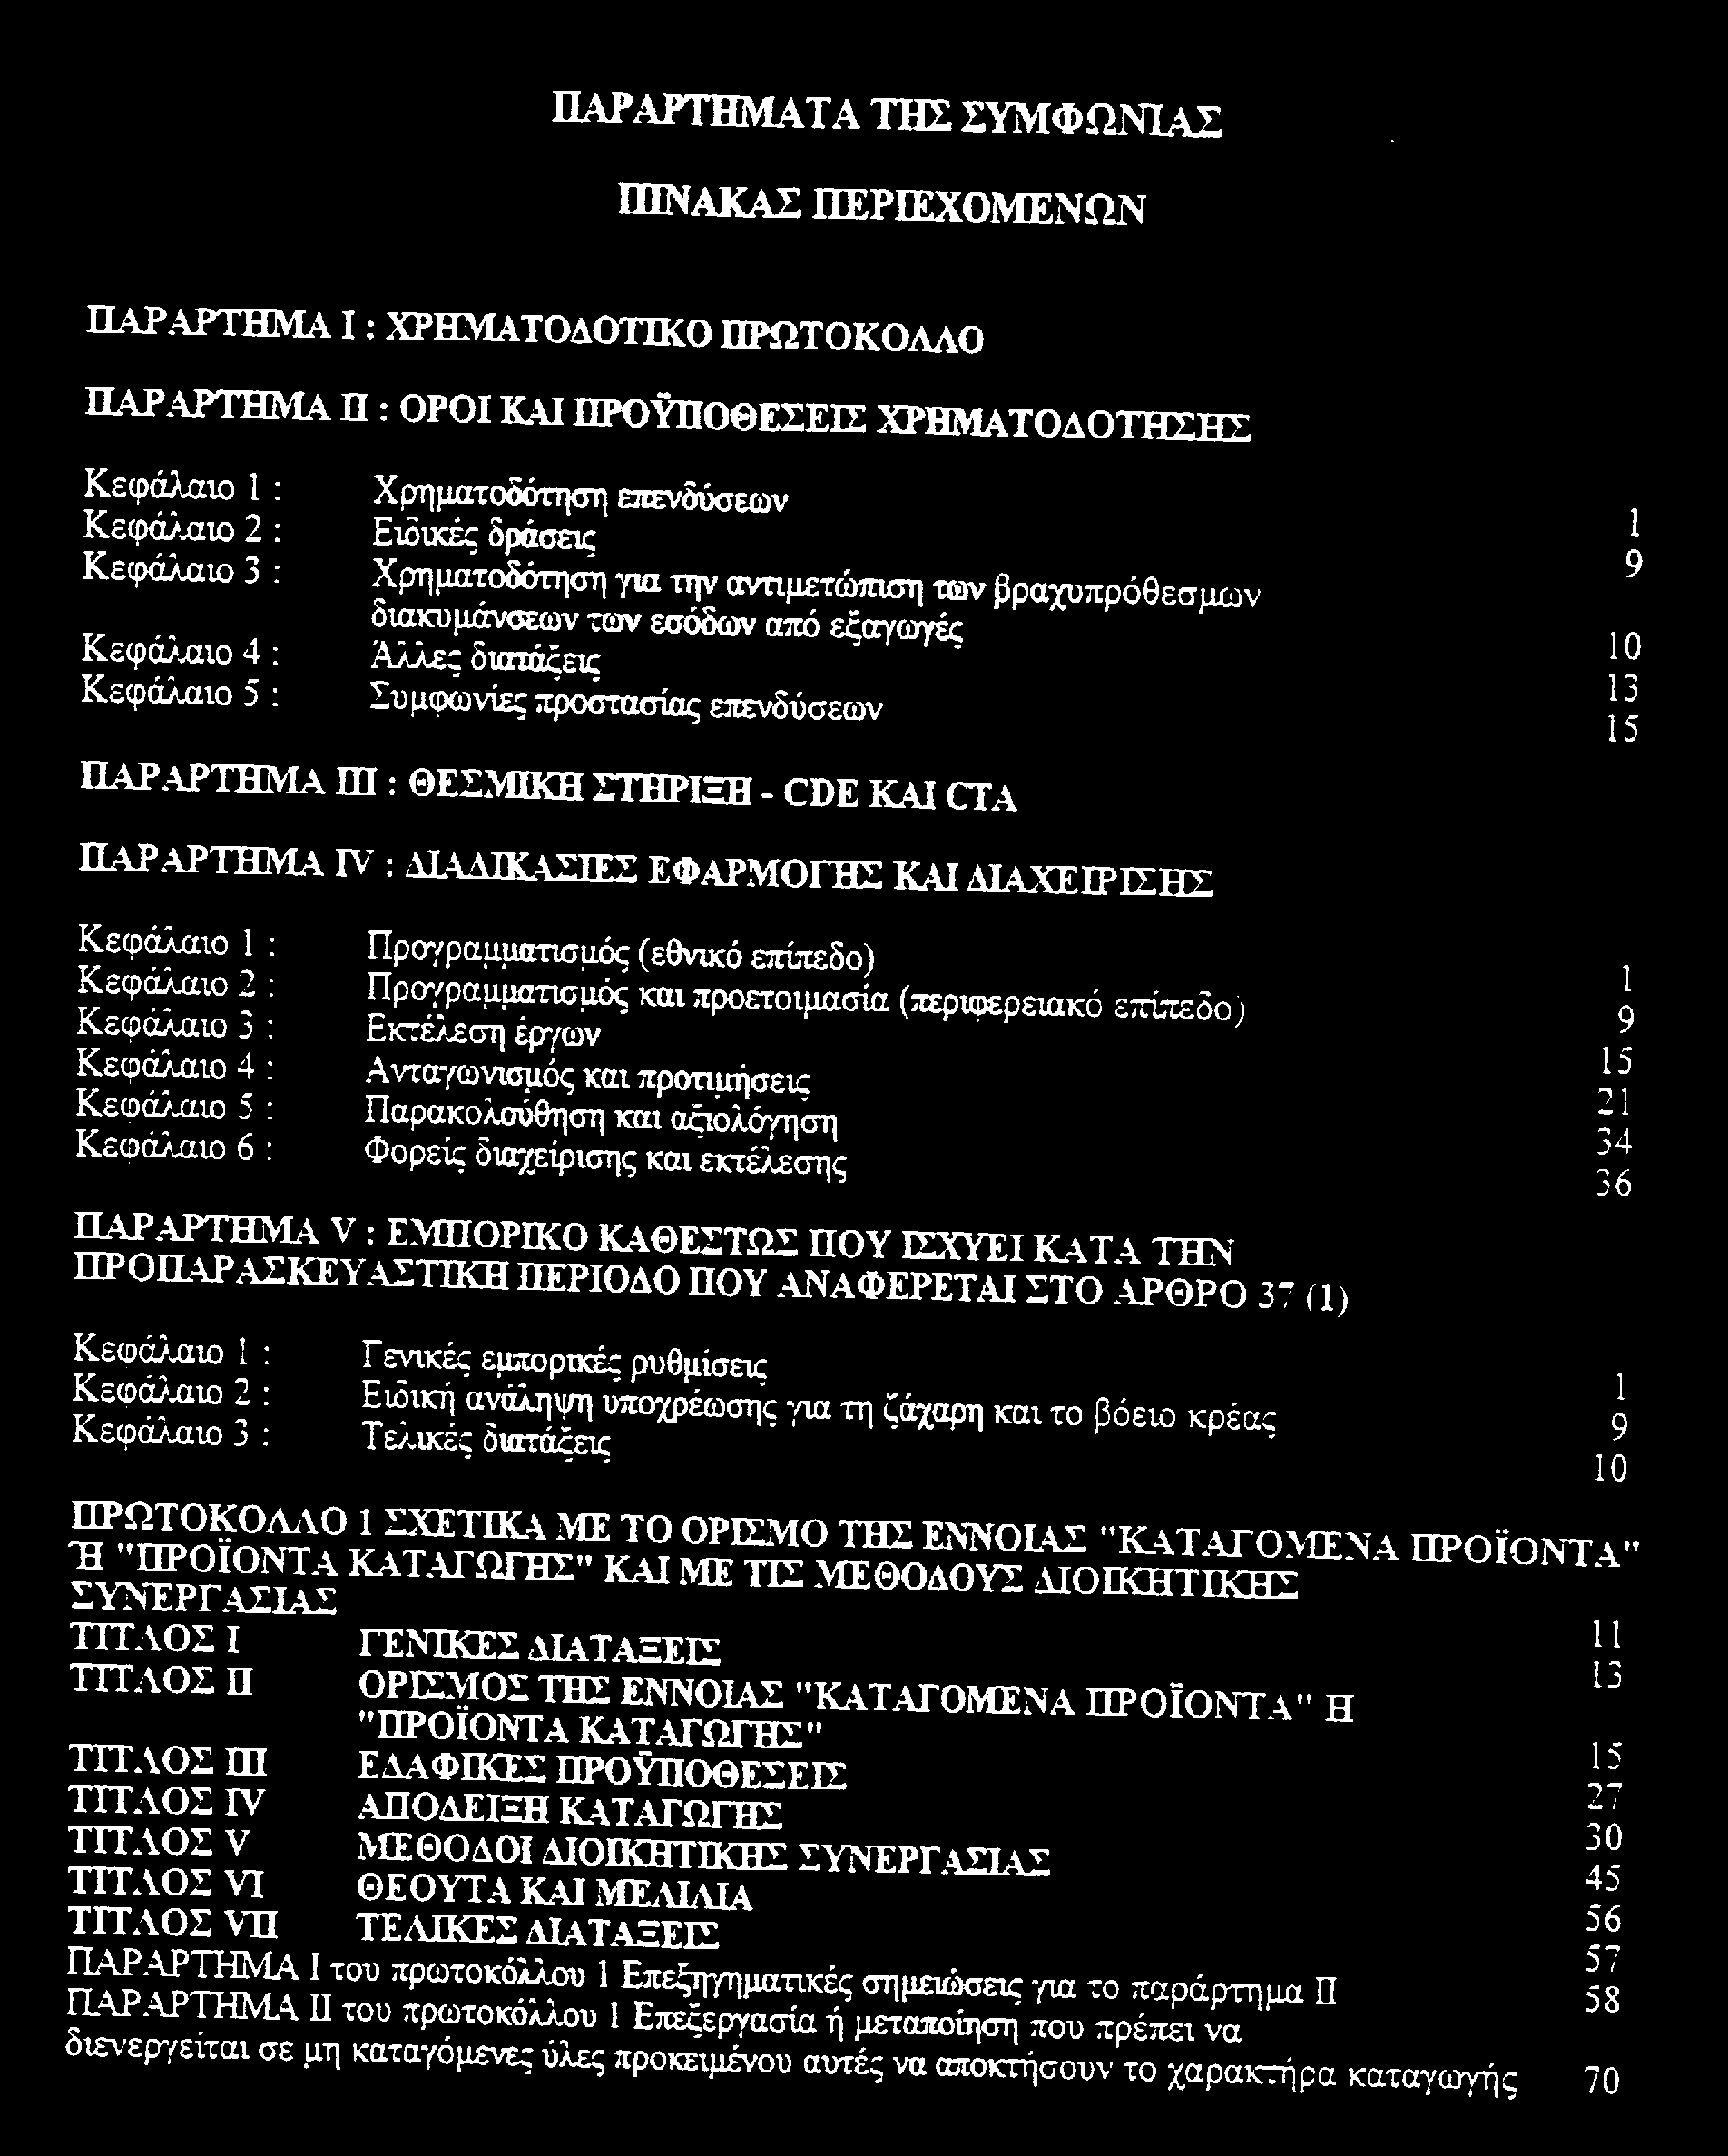 ΠΑΡΑΡΤΗΜΑΤΑ ΤΗΣ ΣΥΜΦΩΝΙΑΣ
ΠΙΝΑΚΑΣ ΠΕΡΙΕΧΟΜΕΝΩΝ
ΠΑΡΑΡΤΗΜΑ Ι : ΧΡΗΜΑΤΟΔΟΤΙΚΟ ΠΡΩΤΟΚΟΛΛΟ
ΠΑΡΑΡΤΗΜΑ ΙΙ : ΟΡΟΙ ΚΑΙ ΠΡΟΫΠΟΘΕΣΕΙΣ ΧΡΗΜΑΤΟΔΟΤΗΣΗΣ
Κεφάλαιο 1 : Χρηματοδότηση επενδύσεων 1
Κεφάλαιο 2 : Ειδικές δράσεις 9
Κεφάλαιο 3 : Χρηματοδότηση για την αντιμετώπιση των βραχυπρόθεσμων
διακυμάνσεων των εσόδων από εξαγωγές 10
Κεφάλαιο 4 : Άλλες διατάξεις 13
Κεφάλαιο 5 : Συμφωνίες προστασίας επενδύσεων 15
ΠΑΡΑΡΤΗΜΑ ΙΙΙ : ΘΕΣΜΙΚΗ ΣΤΗΡΙΞΗ - CDE ΚΑΙ CTA
ΠΑΡΑΡΤΗΜΑ IV : ΔΙΑΔΙΚΑΣΙΕΣ ΕΦΑΡΜΟΓΗΣ ΚΑΙ ΔΙΑΧΕΙΡΙΣΗΣ
Κεφάλαιο 1 : Προγραμματισμός (εθνικό επίπεδο) 1
Κεφάλαιο 2 : Προγραμματισμός και προετοιμασία (περιφερειακό επίπεδο) 9
Κεφάλαιο 3 : Εκτέλεση έργων 15
Κεφάλαιο 4 : Ανταγωνισμός και προτιμήσεις 21
Κεφάλαιο 5 : Παρακολούθηση και αξιολόγηση 34
Κεφάλαιο 6 : Φορείς διαχείρισης και εκτέλεσης 36
ΠΑΡΑΡΤΗΜΑ V : ΕΜΠΟΡΙΚΟ ΚΑΘΕΣΤΩΣ ΠΟΥ ΙΣΧΥΕΙ ΚΑΤΑ ΤΗΝ
ΠΡΟΠΑΡΑΣΚΕΥΑΣΤΙΚΗ ΠΕΡΙΟΔΟ ΠΟΥ ΑΝΑΦΕΡΕΤΑΙ ΣΤΟ ΑΡΘΡΟ 37 (1)
Κεφάλαιο 1 : Γενικές εμπορικές ρυθμίσεις 1
Κεφάλαιο 2 : Ειδική ανάληψη υποχρέωσης για τη ζάχαρη και το βόειο κρέας 9
Κεφάλαιο 3 : Τελικές διατάξεις 10
ΠΡΩΤΟΚΟΛΛΟ 1 ΣΧΕΤΙΚΑ ΜΕ ΤΟ ΟΡΙΣΜΟ ΤΗΣ ΕΝΝΟΙΑΣ "ΚΑΤΑΓΟΜΕΝΑ ΠΡΟΪΟΝΤΑ"
Ή "ΠΡΟΪΟΝΤΑ ΚΑΤΑΓΩΓΗΣ" ΚΑΙ ΜΕ ΤΙΣ ΜΕΘΟΔΟΥΣ ΔΙΟΙΚΗΤΙΚΗΣ
ΣΥΝΕΡΓΑΣΙΑΣ 11
ΤΙΤΛΟΣ Ι ΓΕΝΙΚΕΣ ΔΙΑΤΑΞΕΙΣ 13
ΤΙΤΛΟΣ ΙΙ ΟΡΙΣΜΟΣ ΤΗΣ ΕΝΝΟΙΑΣ "ΚΑΤΑΓΟΜΕΝΑ ΠΡΟΪΟΝΤΑ" Η
"ΠΡΟΪΟΝΤΑ ΚΑΤΑΓΩΓΗΣ" 15
ΤΙΤΛΟΣ ΙΙΙ ΕΔΑΦΙΚΕΣ ΠΡΟΫΠΟΘΕΣΕΙΣ 27
ΤΙΤΛΟΣ IV ΑΠΟΔΕΙΞΗ ΚΑΤΑΓΩΓΗΣ 30
ΤΙΤΛΟΣ V ΜΕΘΟΔΟΙ ΔΙΟΙΚΗΤΙΚΗΣ ΣΥΝΕΡΓΑΣΙΑΣ 45
ΤΙΤΛΟΣ VI ΘΕΟΥΤΑ ΚΑΙ ΜΕΛΙΛΙΑ 56
ΤΙΤΛΟΣ VII ΤΕΛΙΚΕΣ ΔΙΑΤΑΞΕΙΣ 57
ΠΑΡΑΡΤΗΜΑ Ι του πρωτοκόλλου 1 Επεξηγηματικές σημειώσεις για το παράρτημα ΙΙ 58
ΠΑΡΑΡΤΗΜΑ ΙΙ του πρωτοκόλλου 1 Επεξεργασία ή μεταποίηση που πρέπει να
διενεργείται σε μη καταγόμενες ύλες προκειμένου αυτές να αποκτήσουν το χαρακτήρα καταγωγής 70